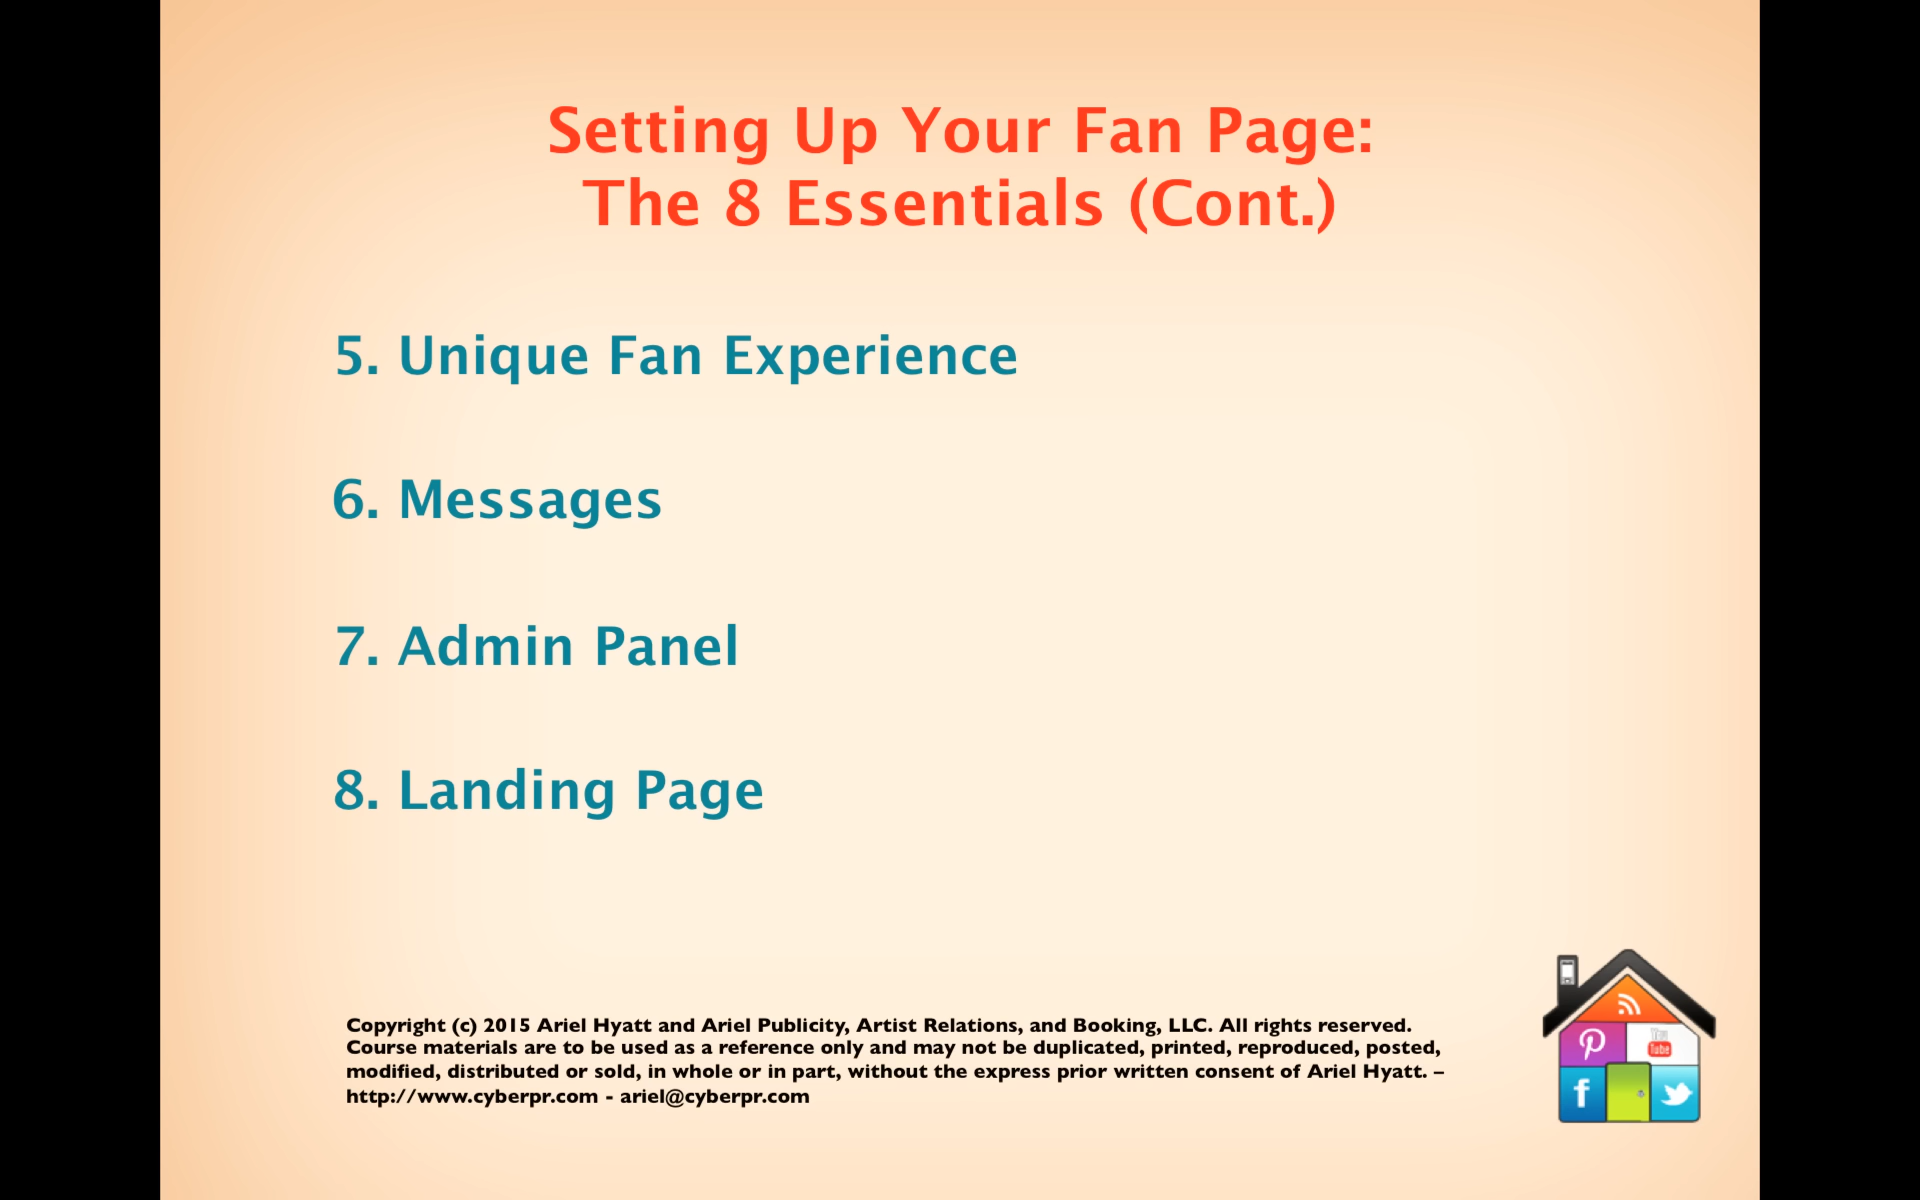 Setting Up Your Fan Page:
The 8 Essentials (Cont.)
5. Unique Fan Experience
6. Messages
7. Admin Panel
8. Landing Page
Copyright (c) 2015 Ariel Hyatt and Ariel Publicity, Artist Relations, and Booking, LLC. All rights reserved.
Course materials are to be used as a reference only and may not be duplicated, printed, reproduced, posted,
modified, distributed or sold, in whole or in part, without the express prior written consent of Ariel Hyatt. –
http://www.cyberpr.com - ariel@cyberpr.com
You
Tube
f